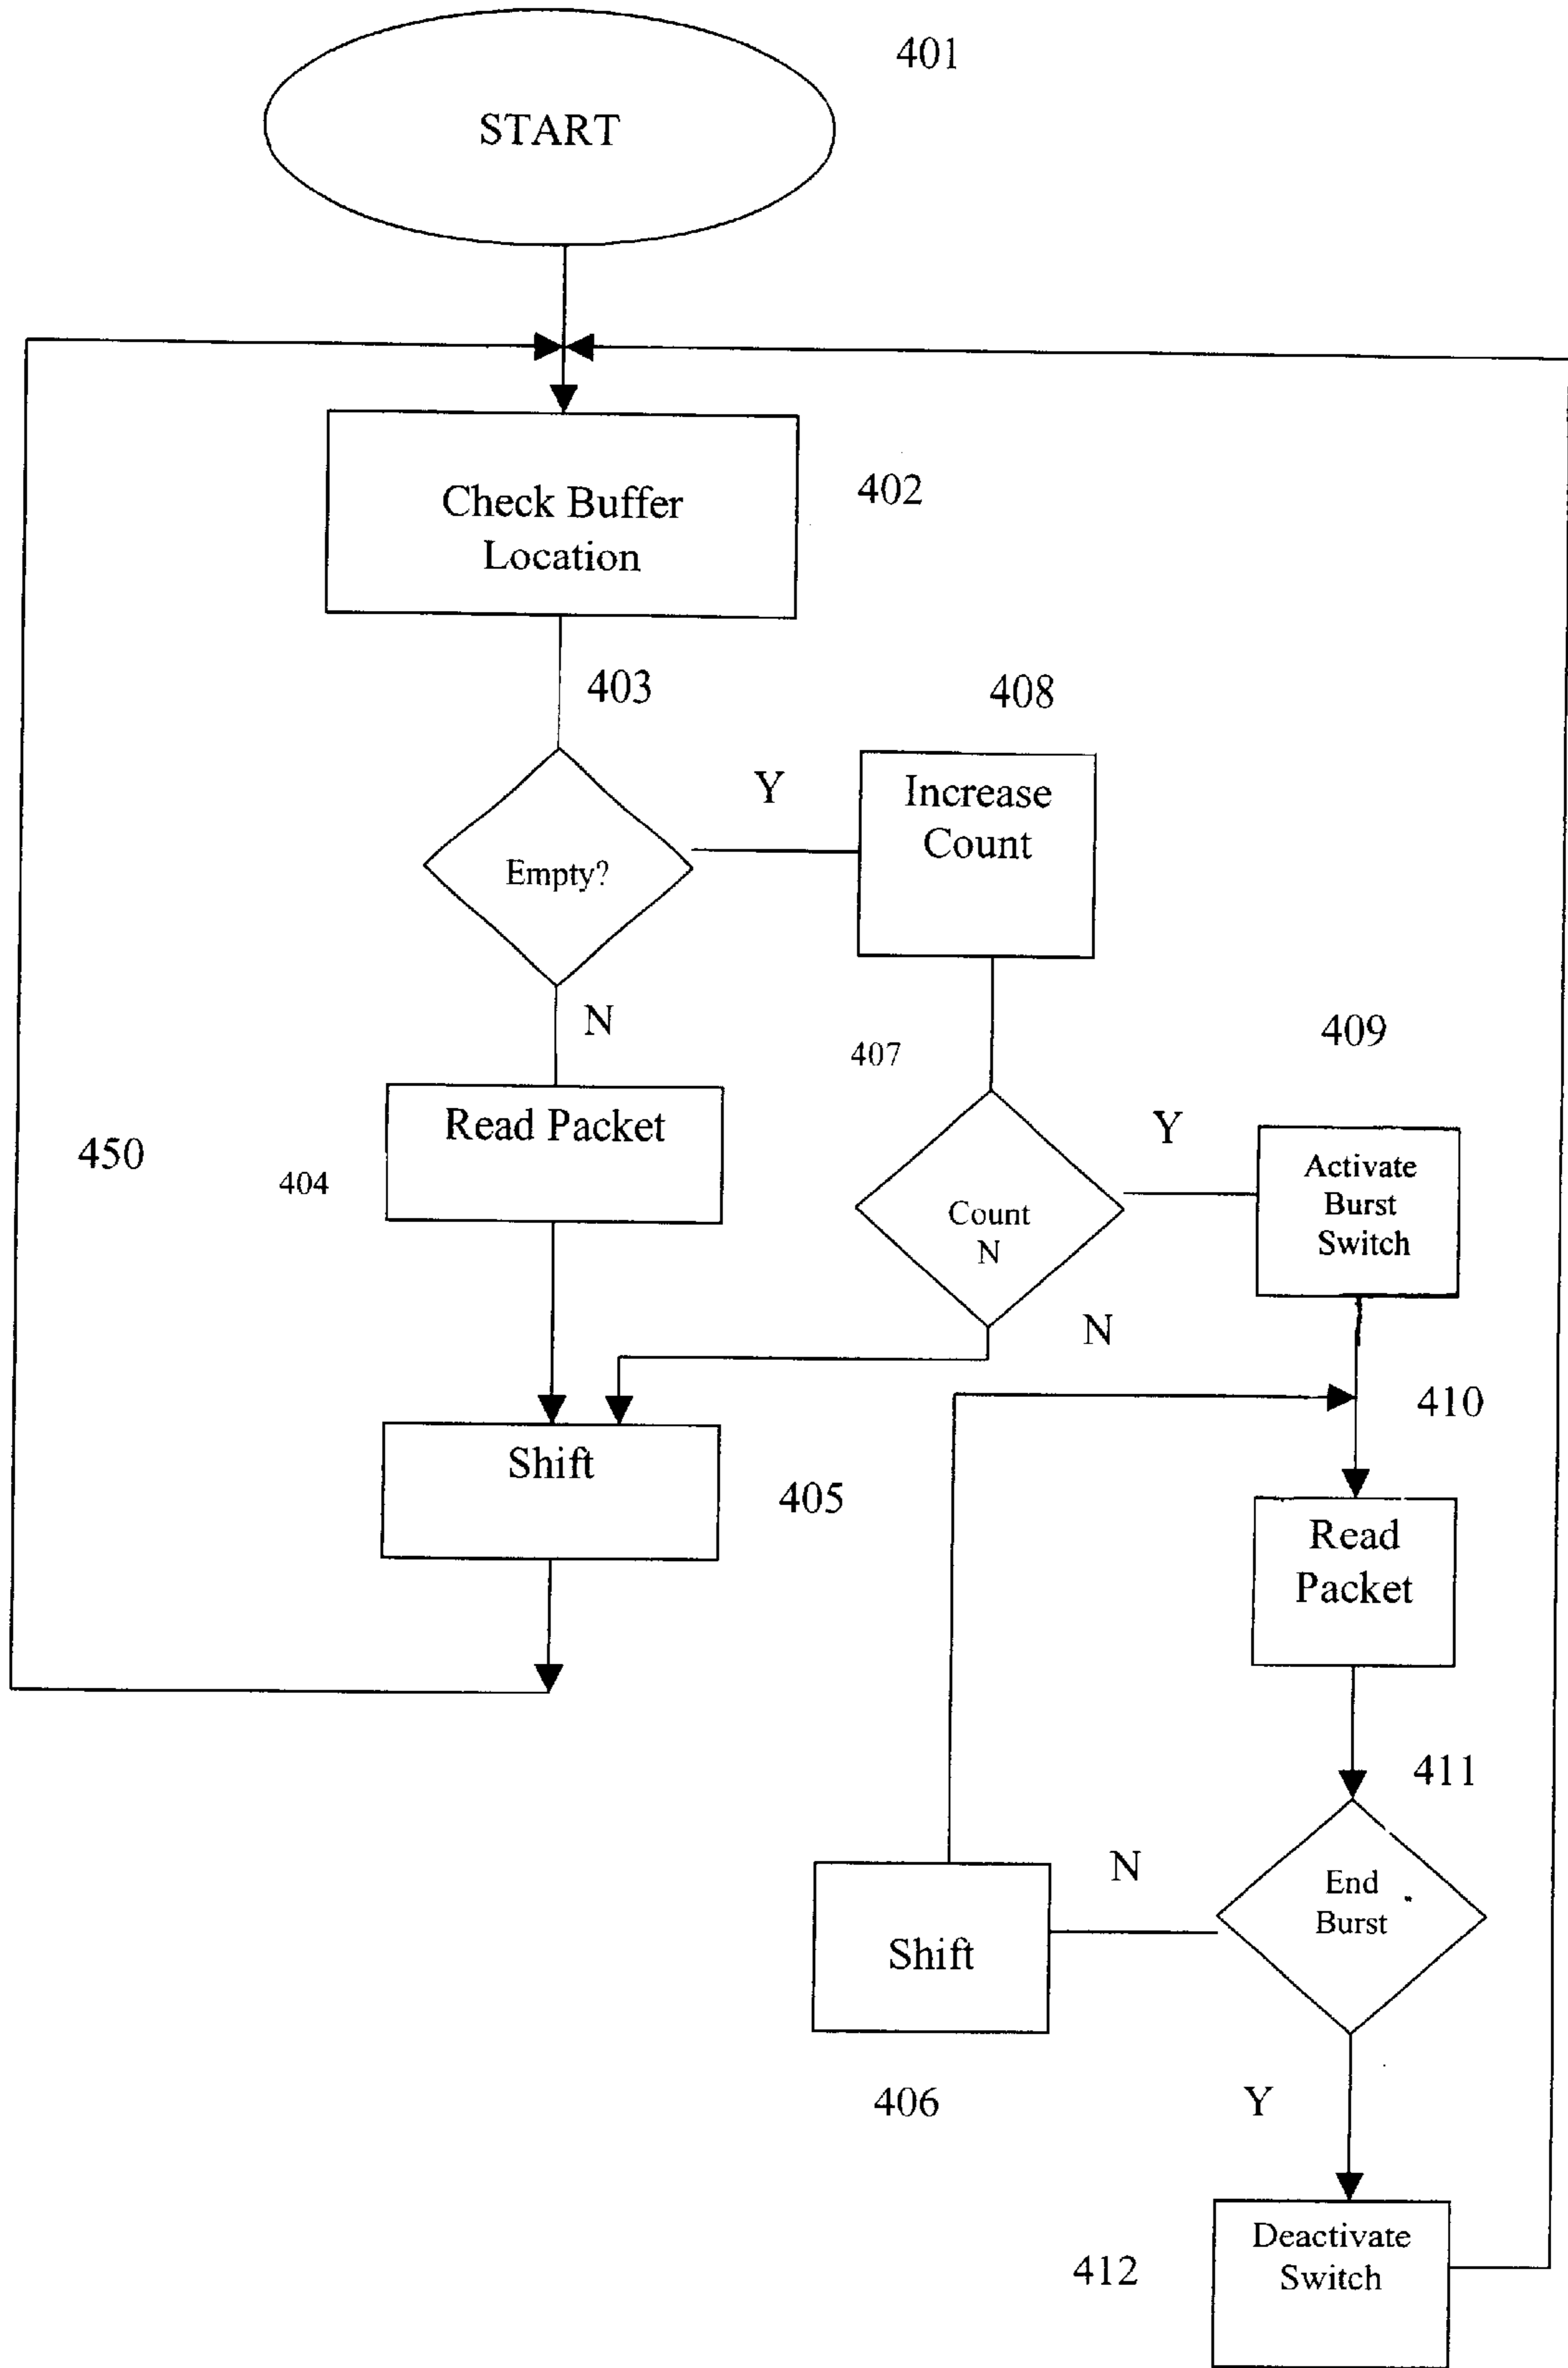 401
START
Check Buffer
Location
402
403
408
Y
Increase
Count
Empty?
N
407
409
Read Packet
450
404
Y
Activate
Burst
Switch
Count
N
N
410
Shift
405
Read
Packet
411
N
End
Burst
Shift
406
Y
Deactivate
Switch
412